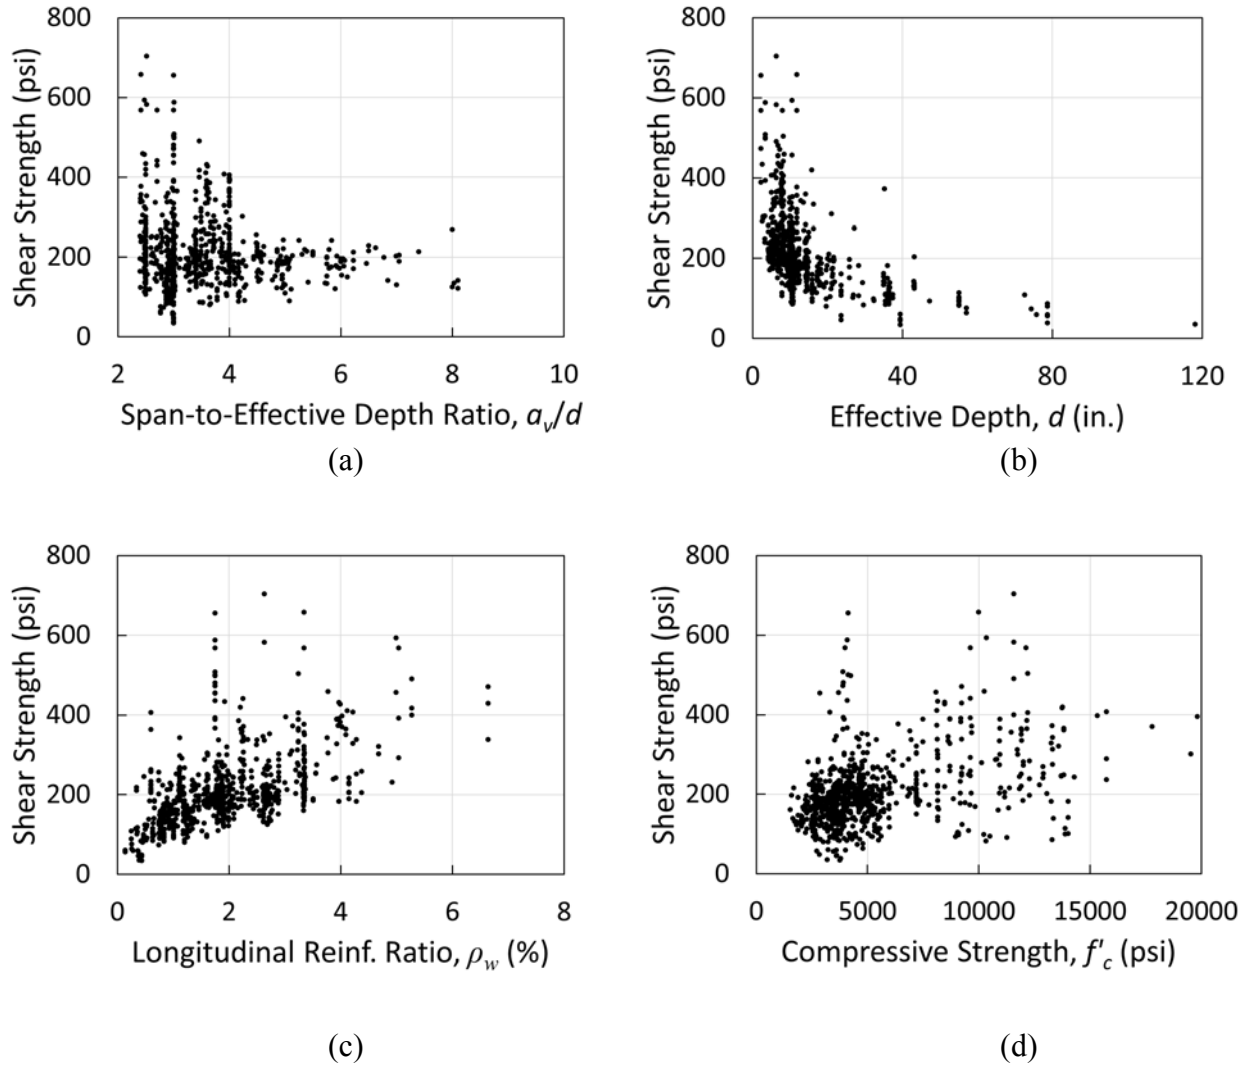 800
600
400
200
0
Shear Strength (psi)
2 4 6 8 10
Span-to-Effective Depth Ratio, aᵥ/d
(a)
800
600
400
200
0
Shear Strength (psi)
0 40 80 120
Effective Depth, d (in.)
(b)
800
600
400
200
0
Shear Strength (psi)
0 2 4 6 8
Longitudinal Reinf. Ratio, ρ_w (%)
(c)
800
600
400
200
0
Shear Strength (psi)
0 5000 10000 15000 20000
Compressive Strength, f'_c (psi)
(d)